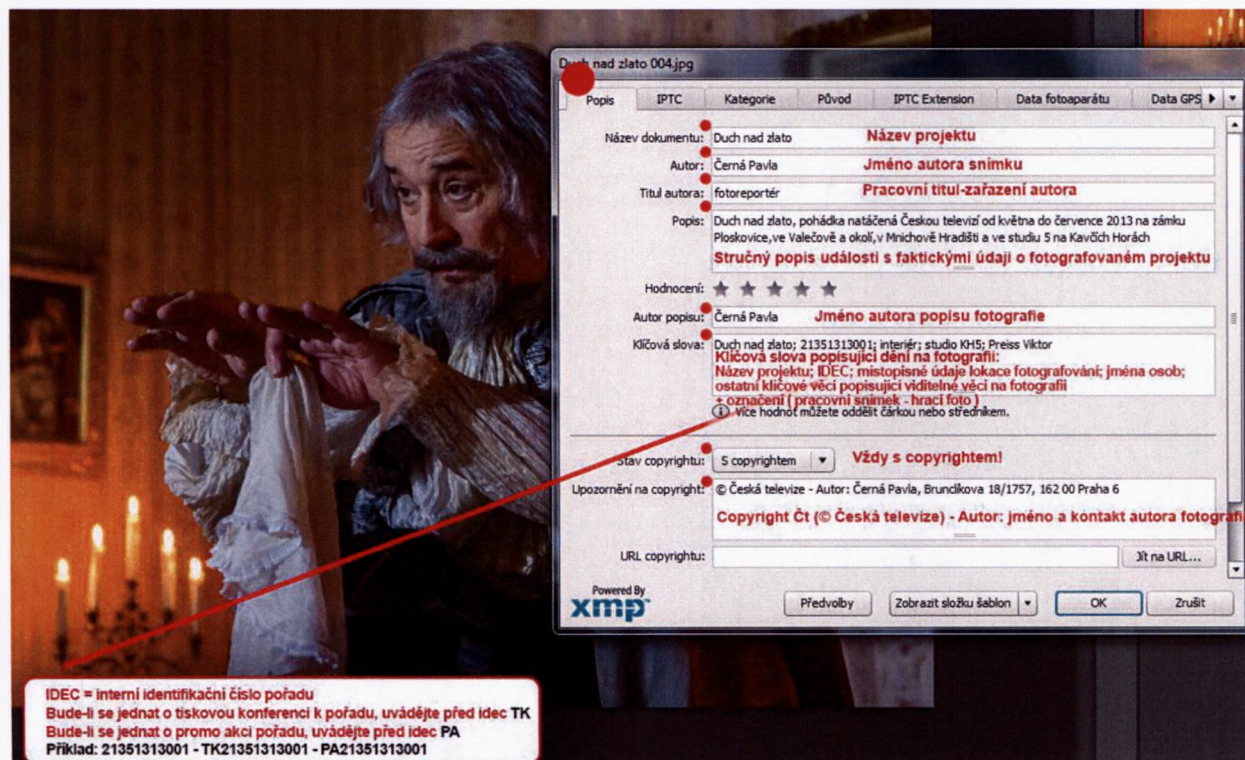 Duch nad zlato 004.jpg
Popis IPTC Kategorie Původ IPTC Extension Data fotoaparátu Data GPS
Název dokumentu: Duch nad zlato Název projektu
Autor: Černá Pavla Jméno autora snímku
Titul autora: fotoreportér Pracovní titul-zařazení autora
Popis: Duch nad zlato, pohádka natáčená Českou televizí od května do července 2013 na zámku
Ploskovice,ve Valečově a okolí,v Mnichově Hradišti a ve studiu 5 na Kavčích Horách
Stručný popis události s faktickými údaji o fotografovaném projektu
Hodnocení:
Autor popisu: Černá Pavla Jméno autora popisu fotografie
Klíčová slova: Duch nad zlato; 21351313001; interiér; studio KH5; Preiss Viktor
Klíčová slova popisující dění na fotografii:
Název projektu; IDEC; místopisné údaje lokace fotografování; jména osob;
ostatní klíčové věci popisující viditelné věci na fotografii
+ označení ( pracovní snímek - hrací foto )
Více hodnot můžete oddělit čárkou nebo středníkem.
Stav copyrightu: S copyrightem Vždy s copyrightem!
Upozornění na copyright: © Česká televize - Autor: Černá Pavla, Brunclíkova 18/1757, 162 00 Praha 6
Copyright Čt (© Česká televize) - Autor: jméno a kontakt autora fotografi
URL copyrightu: Jít na URL...
Powered By
xmp™
Předvolby Zobrazit složku šablon OK Zrušit
IDEC = interní identifikační číslo pořadu
Bude-li se jednat o tiskovou konferenci k pořadu, uvádějte před idec TK
Bude-li se jednat o promo akci pořadu, uvádějte před idec PA
Příklad: 21351313001 - TK21351313001 - PA21351313001